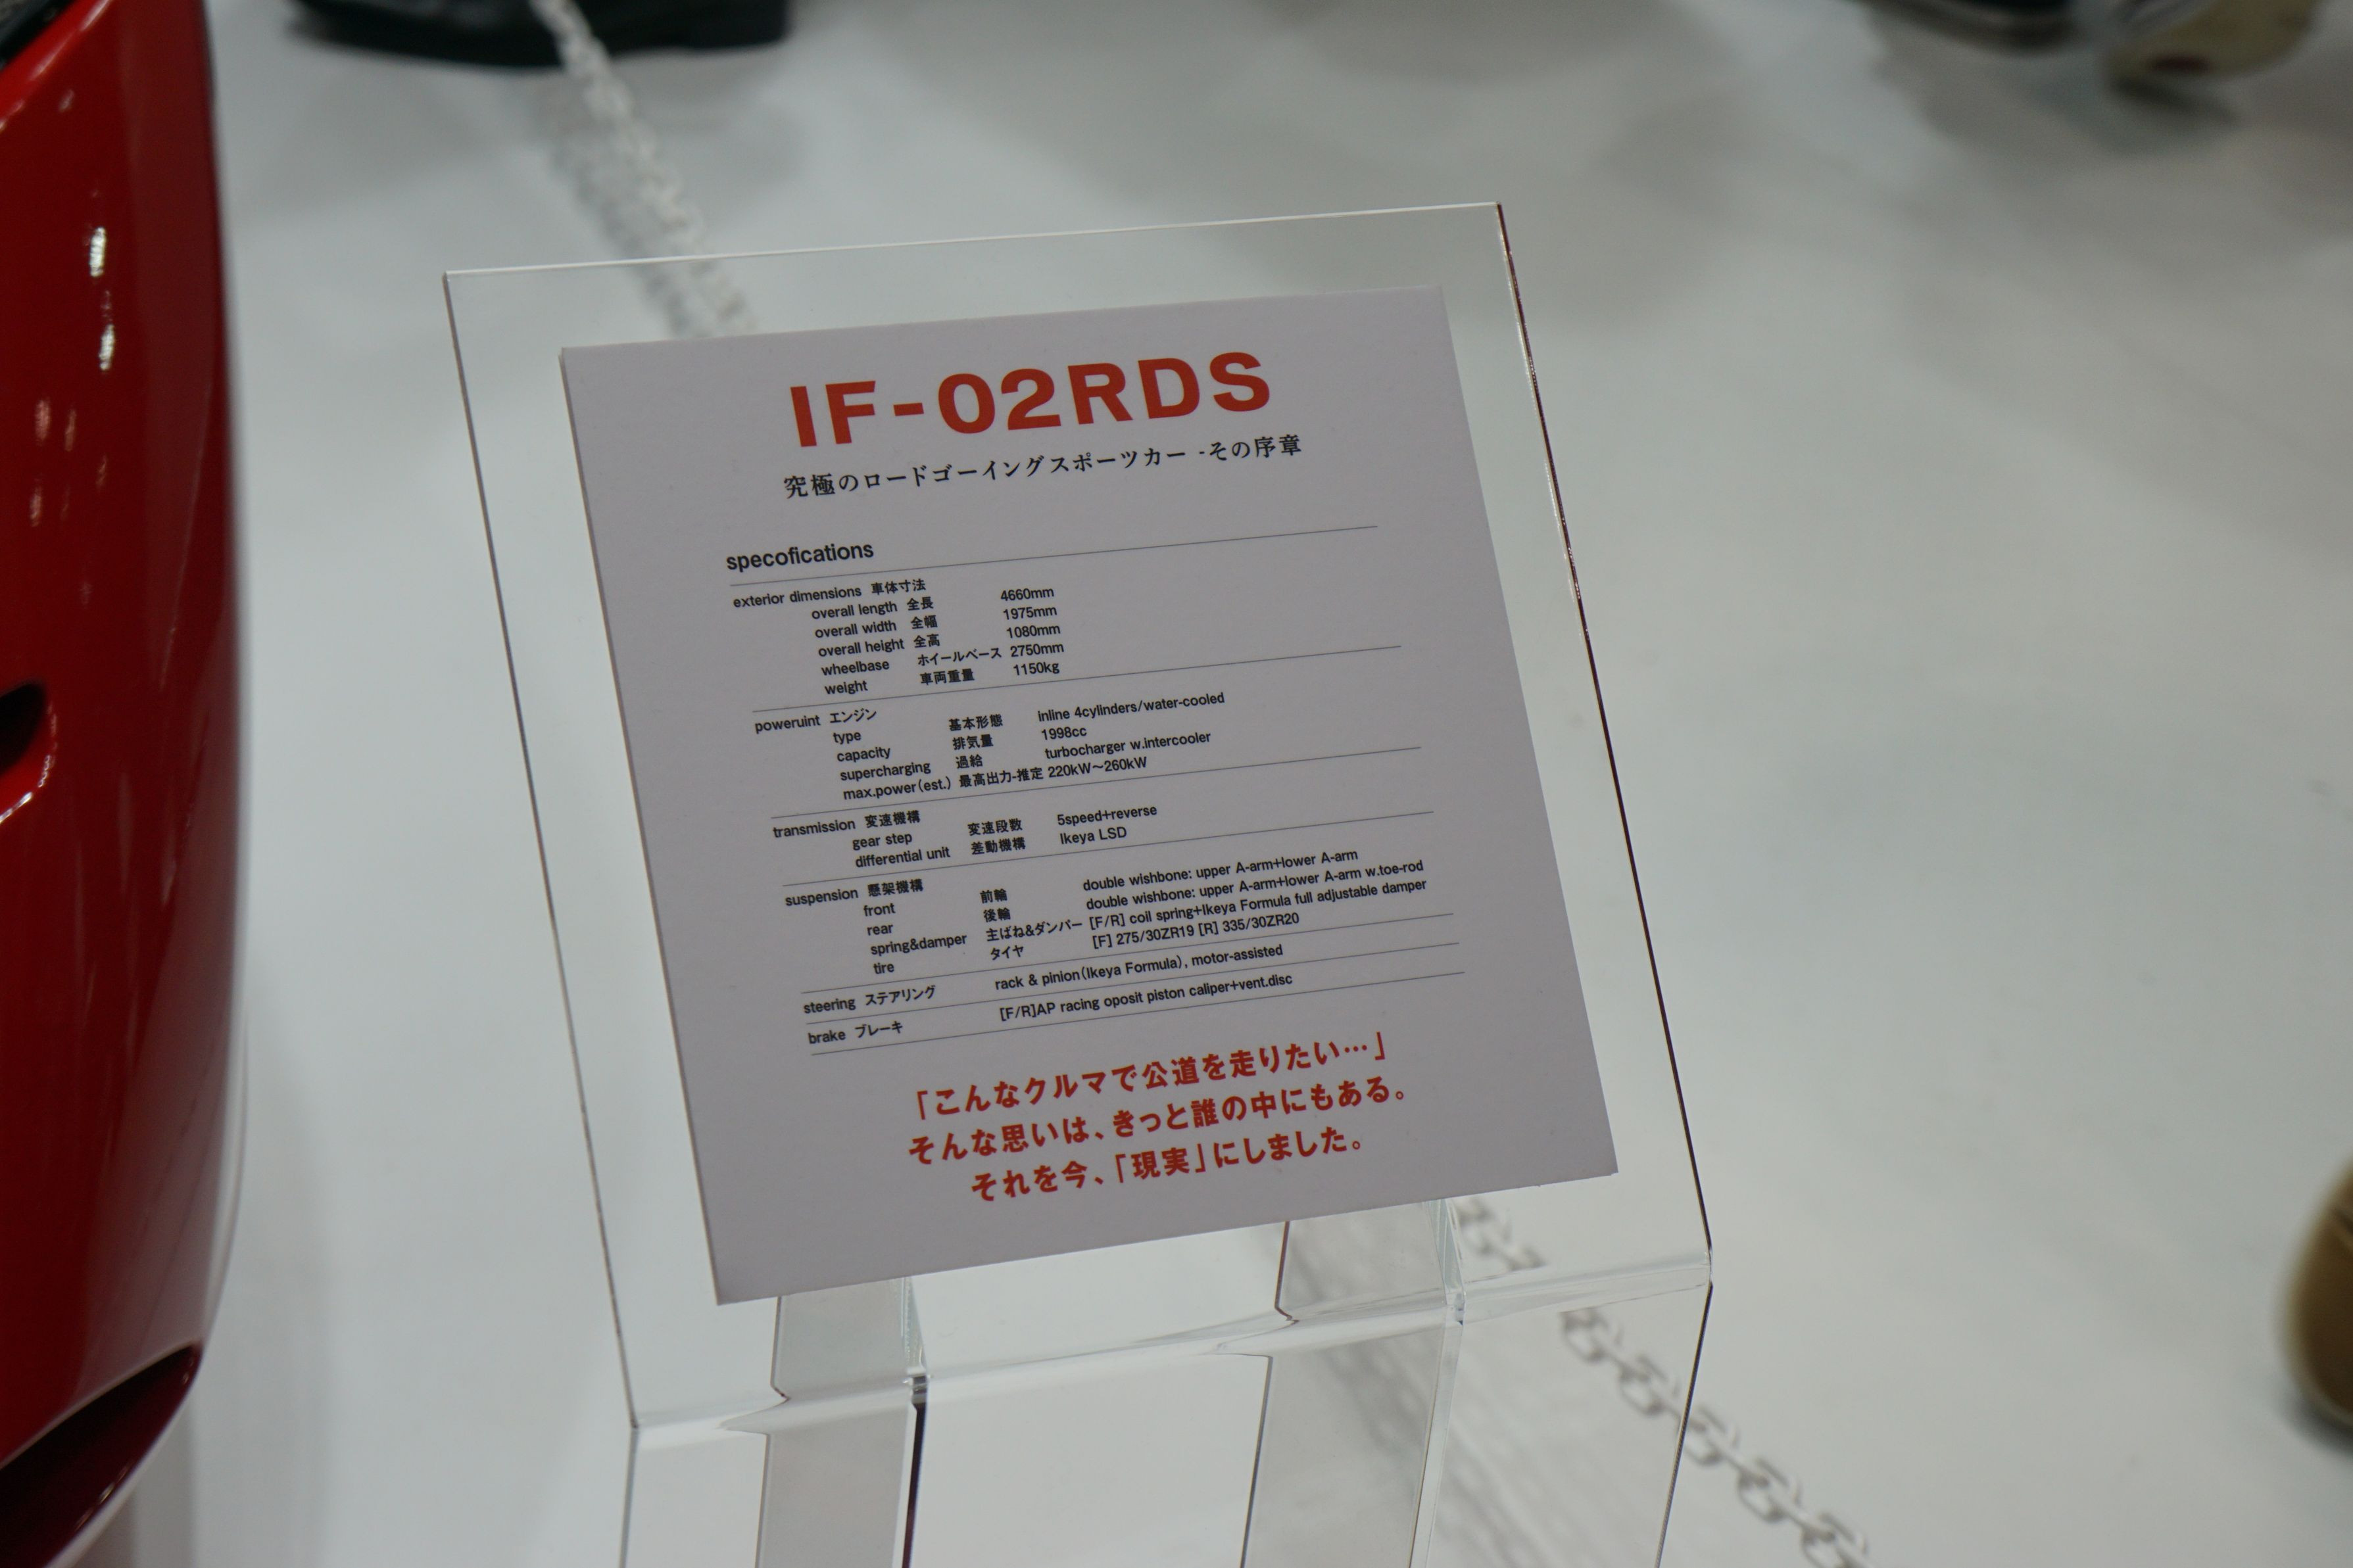 IF-02RDS
究極のロードゴーイングスポーツカー -その序章
specofications
exterior dimensions 車体寸法
overall length 全長 4660mm
overall width 全幅 1975mm
overall height 全高 1080mm
wheelbase ホイールベース 2750mm
weight 車両重量 1150kg
poweruint エンジン
type 基本形態 inline 4cylinders/water-cooled
capacity 排気量 1998cc
supercharging 過給 turbocharger w.intercooler
max.power(est.) 最高出力-推定 220kW〜260kW
transmission 変速機構
gear step 変速段数 5speed+reverse
differential unit 差動機構 Ikeya LSD
suspension 懸架機構
front 前輪 double wishbone: upper A-arm+lower A-arm
rear 後輪 double wishbone: upper A-arm+lower A-arm w.toe-rod
spring&damper 主ばね&ダンパー [F/R] coil spring+Ikeya Formula full adjustable damper
tire タイヤ [F] 275/30ZR19 [R] 335/30ZR20
steering ステアリング rack & pinion(Ikeya Formula), motor-assisted
brake ブレーキ [F/R]AP racing oposit piston caliper+vent.disc
「こんなクルマで公道を走りたい…」
そんな思いは、きっと誰の中にもある。
それを今、「現実」にしました。